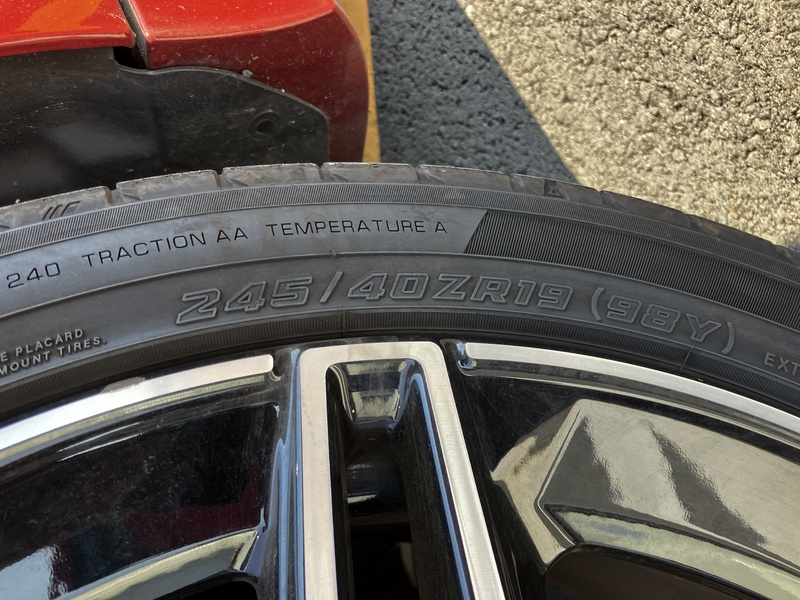 240 TRACTION AA TEMPERATURE A
245/40ZR19 (98Y)
E PLACARD
MOUNT TIRES.
EXT